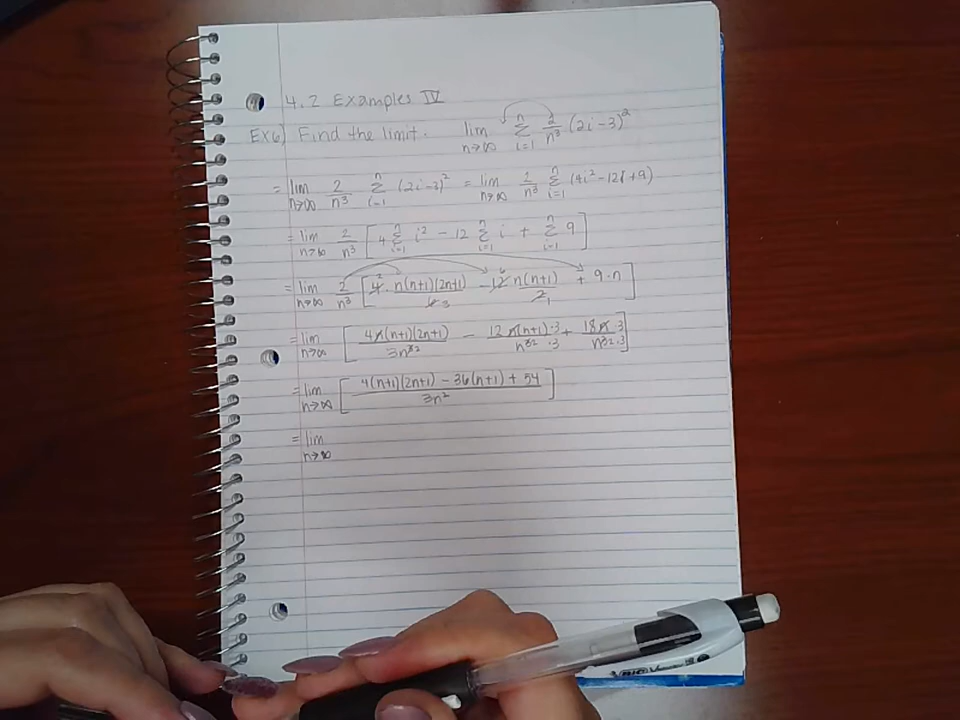 4.2 Examples IV
Ex6) Find the limit. lim n→∞ Σ i=1 n 2/n³ (2i-3)²
= lim n→∞ 2/n³ Σ i=1 n (2i-3)² = lim n→∞ 2/n³ Σ i=1 n (4i²-12i+9)
= lim n→∞ 2/n³ [4 Σ i=1 n i² - 12 Σ i=1 n i + Σ i=1 n 9]
= lim n→∞ 2/n³ [4 · n(n+1)(2n+1)/6 - 12 n(n+1)/2 + 9·n]
= lim n→∞ [4n(n+1)(2n+1)/3n³ - 12n(n+1)·3/n³·3 + 18n·3/n³·3]
= lim n→∞ [4(n+1)(2n+1) - 36(n+1) + 54/3n²]
= lim n→∞
BIC